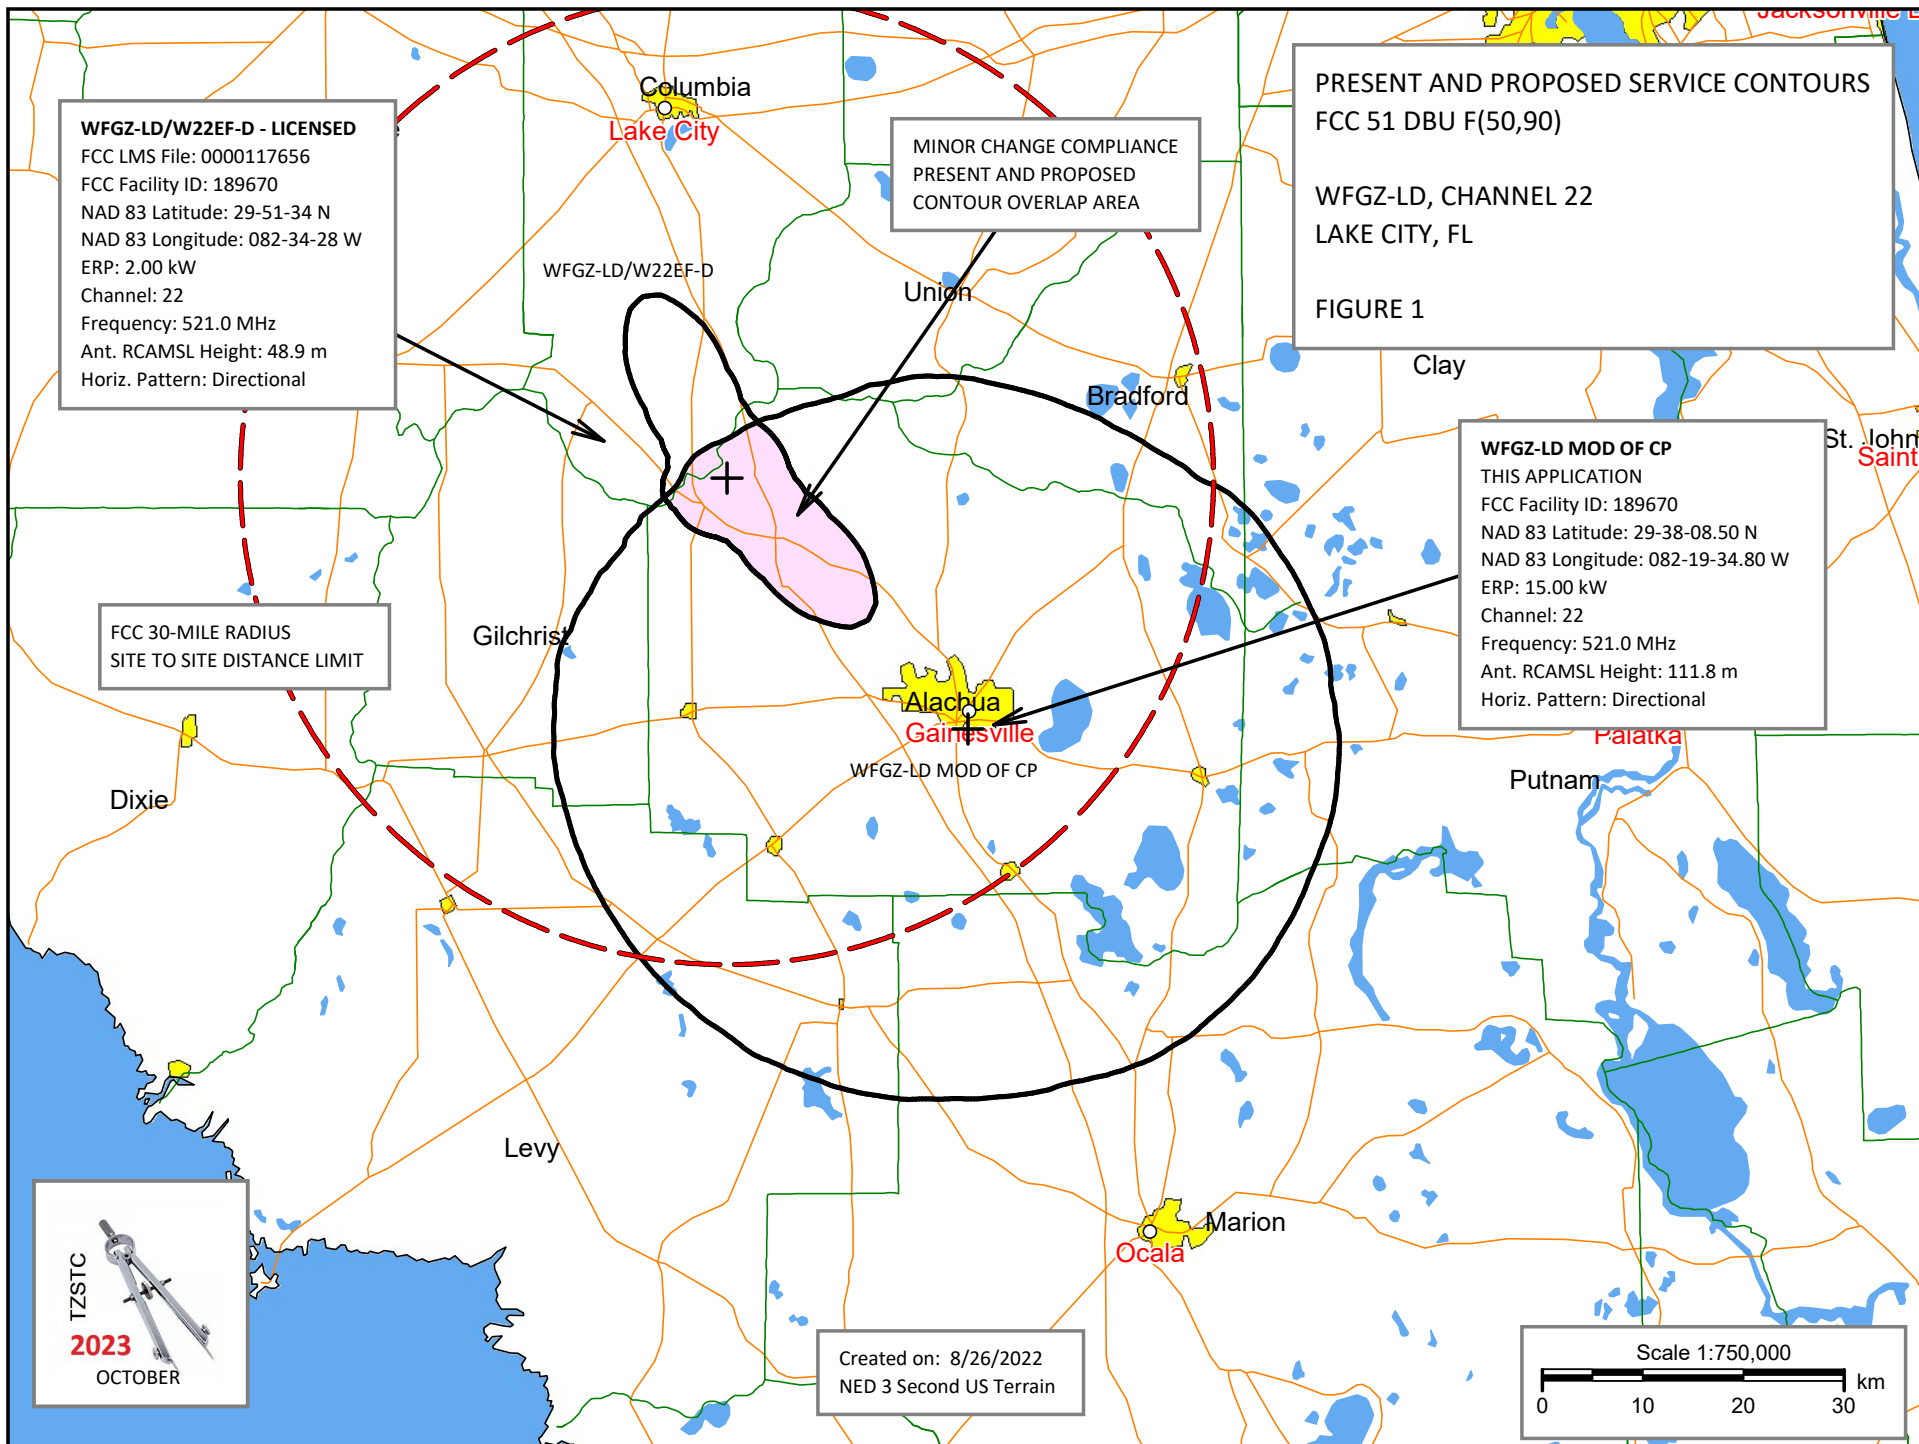 Jacksonville
PRESENT AND PROPOSED SERVICE CONTOURS
FCC 51 DBU F(50,90)
WFGZ-LD, CHANNEL 22
LAKE CITY, FL
FIGURE 1
Columbia
Lake City
WFGZ-LD/W22EF-D - LICENSED
FCC LMS File: 0000117656
FCC Facility ID: 189670
NAD 83 Latitude: 29-51-34 N
NAD 83 Longitude: 082-34-28 W
ERP: 2.00 kW
Channel: 22
Frequency: 521.0 MHz
Ant. RCAMSL Height: 48.9 m
Horiz. Pattern: Directional
MINOR CHANGE COMPLIANCE
PRESENT AND PROPOSED
CONTOUR OVERLAP AREA
WFGZ-LD/W22EF-D
Union
Clay
Bradford
St. John
Saint
WFGZ-LD MOD OF CP
THIS APPLICATION
FCC Facility ID: 189670
NAD 83 Latitude: 29-38-08.50 N
NAD 83 Longitude: 082-19-34.80 W
ERP: 15.00 kW
Channel: 22
Frequency: 521.0 MHz
Ant. RCAMSL Height: 111.8 m
Horiz. Pattern: Directional
FCC 30-MILE RADIUS
SITE TO SITE DISTANCE LIMIT
Gilchrist
Alachua
Gainesville
WFGZ-LD MOD OF CP
Palatka
Putnam
Dixie
Levy
Marion
Ocala
TZSTC
2023
OCTOBER
Created on: 8/26/2022
NED 3 Second US Terrain
Scale 1:750,000
km
0 10 20 30